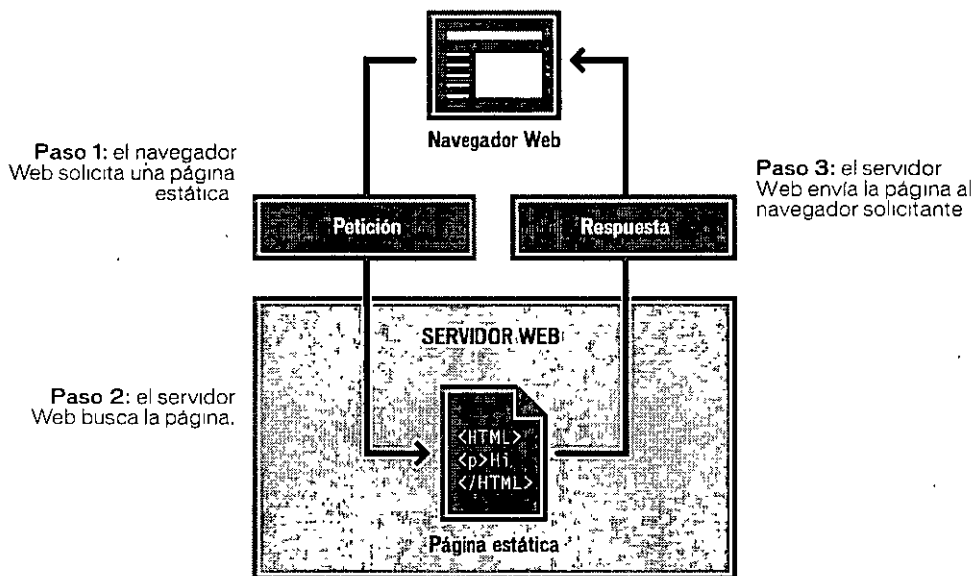 Navegador Web
Paso 1: el navegador
Web solicita una página
estática
Petición
Respuesta
Paso 3: el servidor
Web envía la página al
navegador solicitante
SERVIDOR WEB
Paso 2: el servidor
Web busca la página.
<HTML>
<p>Hi
</HTML>
Página estática